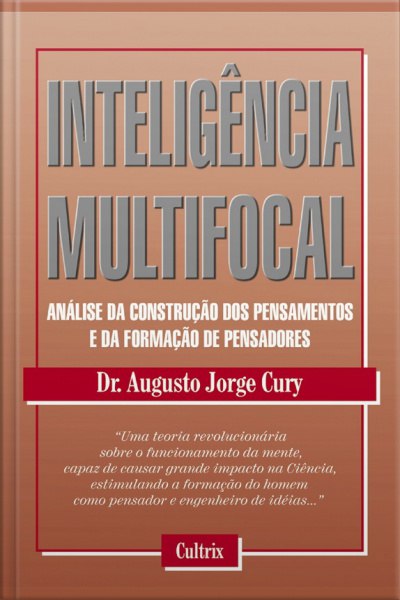 INTELIGÊNCIA
MULTIFOCAL
ANÁLISE DA CONSTRUÇÃO DOS PENSAMENTOS
E DA FORMAÇÃO DE PENSADORES
Dr. Augusto Jorge Cury
“Uma teoria revolucionária
sobre o funcionamento da mente,
capaz de causar grande impacto na Ciência,
estimulando a formação do homem
como pensador e engenheiro de idéias...”
Cultrix